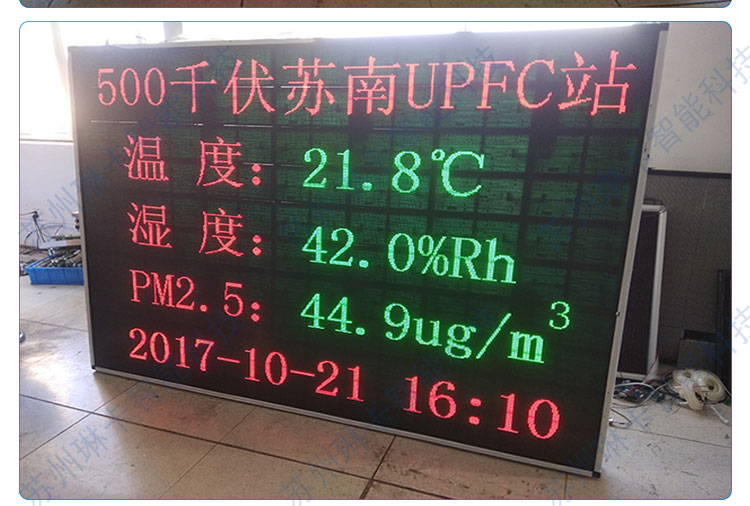 500千伏苏南UPFC站
温 度: 21.8℃
湿 度: 42.0%Rh
PM2.5: 44.9ug/m³
2017-10-21 16:10